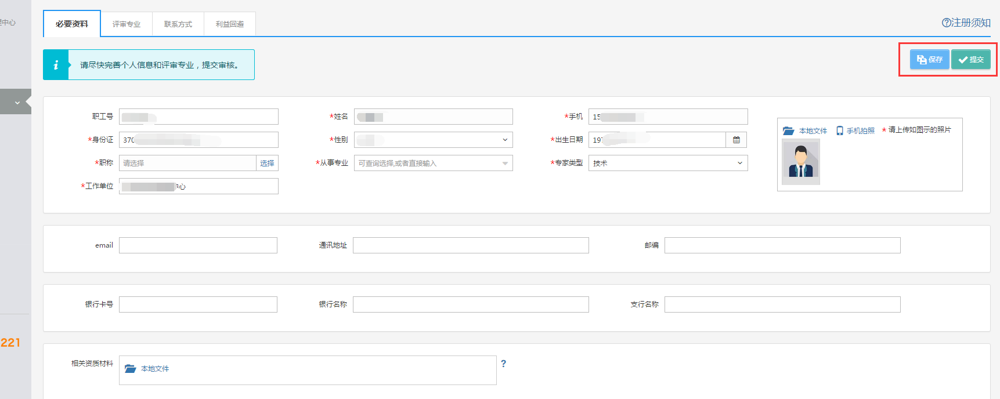 理中心
必要资料 评审专业 联系方式 利益回避
注册须知
i 请尽快完善个人信息和评审专业，提交审核。
保存 提交
职工号 *姓名 *手机 15
本地文件 手机拍照 * 请上传如图示的照片
*身份证 370 *性别 *出生日期 197
*职称 请选择 选择 *从事专业 可查询选择,或者直接输入 *专家类型 技术
*工作单位 中心
email 通讯地址 邮编
银行卡号 银行名称 支行名称
221
相关资质材料 本地文件 ?